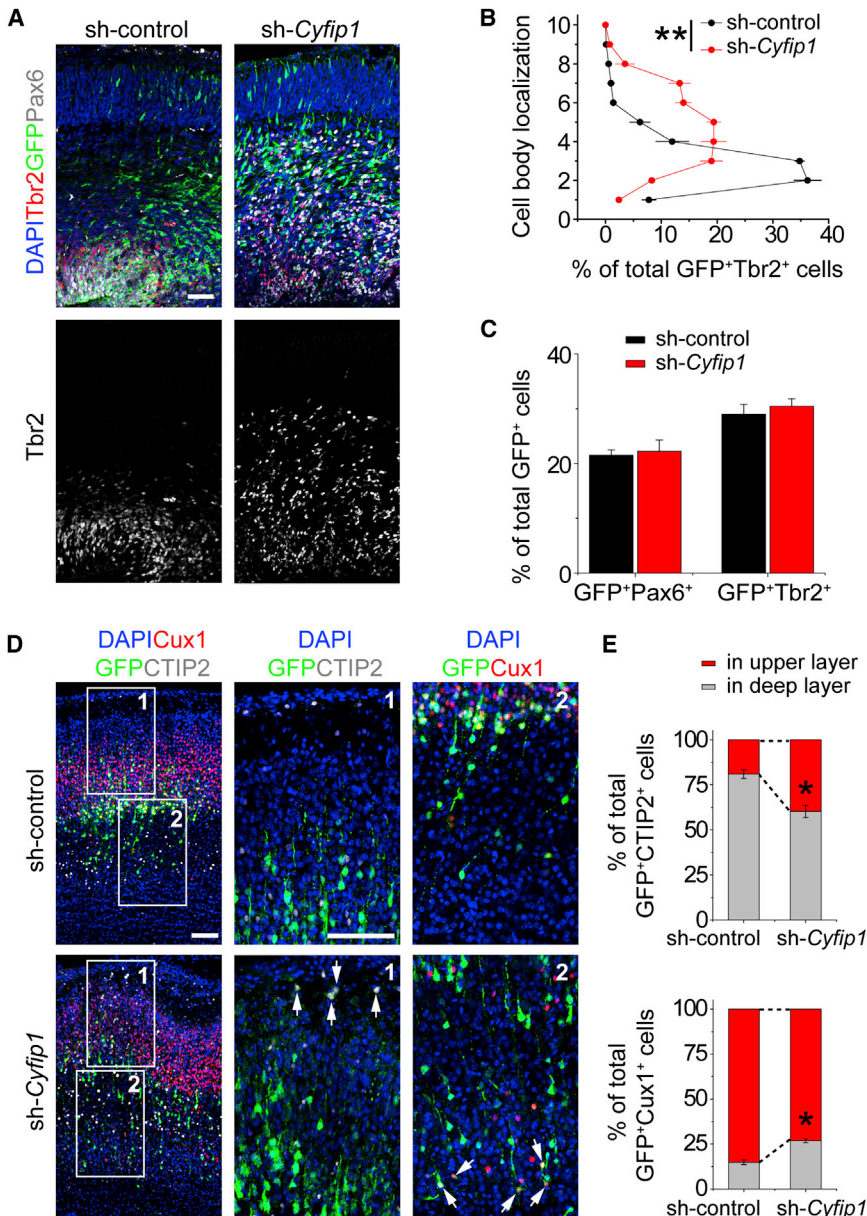 A
sh-control
sh-Cyfip1
DAPITbr2GFPPax6
Tbr2
B
sh-control
sh-Cyfip1
**
Cell body localization
10
8
6
4
2
0
0
10
20
30
40
% of total GFP⁺Tbr2⁺ cells
C
sh-control
sh-Cyfip1
% of total GFP⁺ cells
40
20
0
GFP⁺Pax6⁺
GFP⁺Tbr2⁺
D
DAPICux1
GFPCTIP2
DAPI
GFPCTIP2
DAPI
GFPCux1
sh-control
1
2
1
2
sh-Cyfip1
1
2
1
2
E
in upper layer
in deep layer
% of total
GFP⁺CTIP2⁺ cells
100
75
50
25
0
*
sh-control
sh-Cyfip1
% of total
GFP⁺Cux1⁺ cells
100
75
50
25
0
*
sh-control
sh-Cyfip1